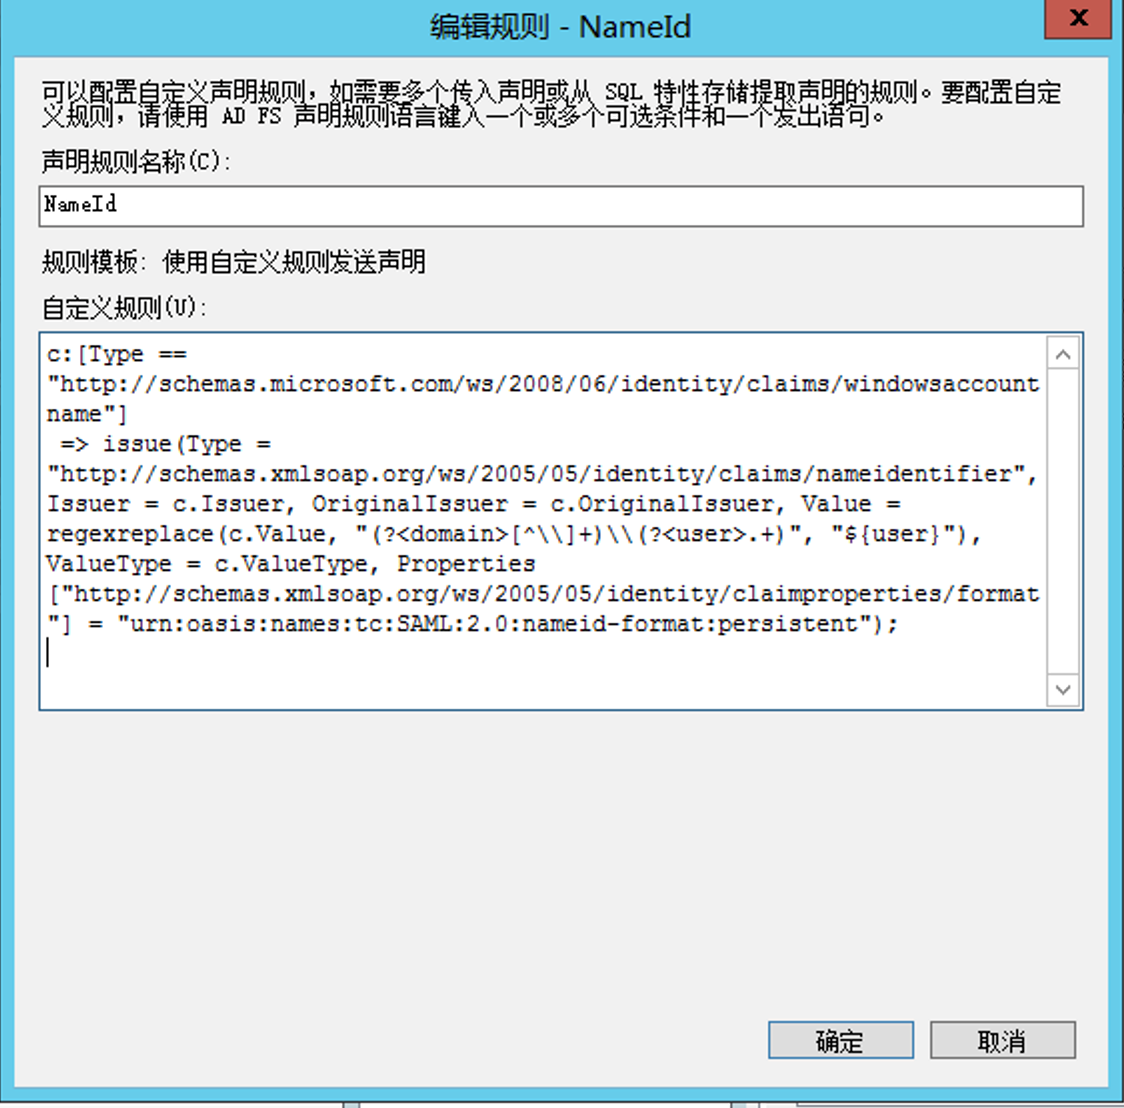 编辑规则 - NameId
x
可以配置自定义声明规则，如需要多个传入声明或从 SQL 特性存储提取声明的规则。要配置自定
义规则，请使用 AD FS 声明规则语言键入一个或多个可选条件和一个发出语句。
声明规则名称(C):
NameId
规则模板: 使用自定义规则发送声明
自定义规则(U):
c:[Type ==
"http://schemas.microsoft.com/ws/2008/06/identity/claims/windowsaccount
name"]
 => issue(Type =
"http://schemas.xmlsoap.org/ws/2005/05/identity/claims/nameidentifier",
Issuer = c.Issuer, OriginalIssuer = c.OriginalIssuer, Value =
regexreplace(c.Value, "(?<domain>[^\\]+)\\(?<user>.+)", "${user}"),
ValueType = c.ValueType, Properties
["http://schemas.xmlsoap.org/ws/2005/05/identity/claimproperties/format
"] = "urn:oasis:names:tc:SAML:2.0:nameid-format:persistent");
确定
取消